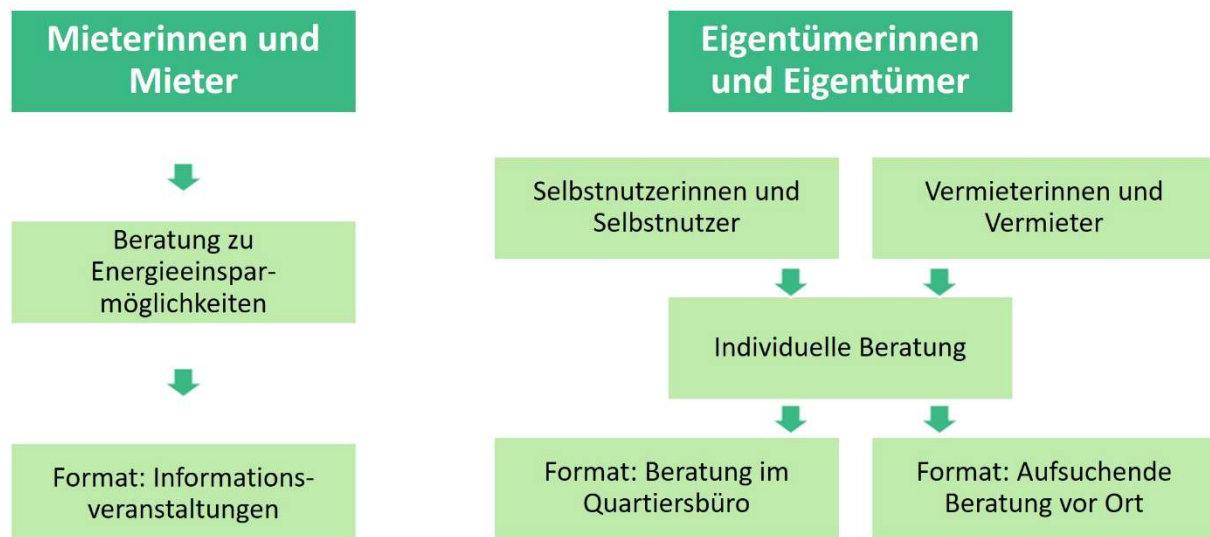 Mieterinnen und
Mieter
Beratung zu
Energieeinspar-
möglichkeiten
Format: Informations-
veranstaltungen
Eigentümerinnen
und Eigentümer
Selbstnutzerinnen und
Selbstnutzer
Vermieterinnen und
Vermieter
Individuelle Beratung
Format: Beratung im
Quartiersbüro
Format: Aufsuchende
Beratung vor Ort